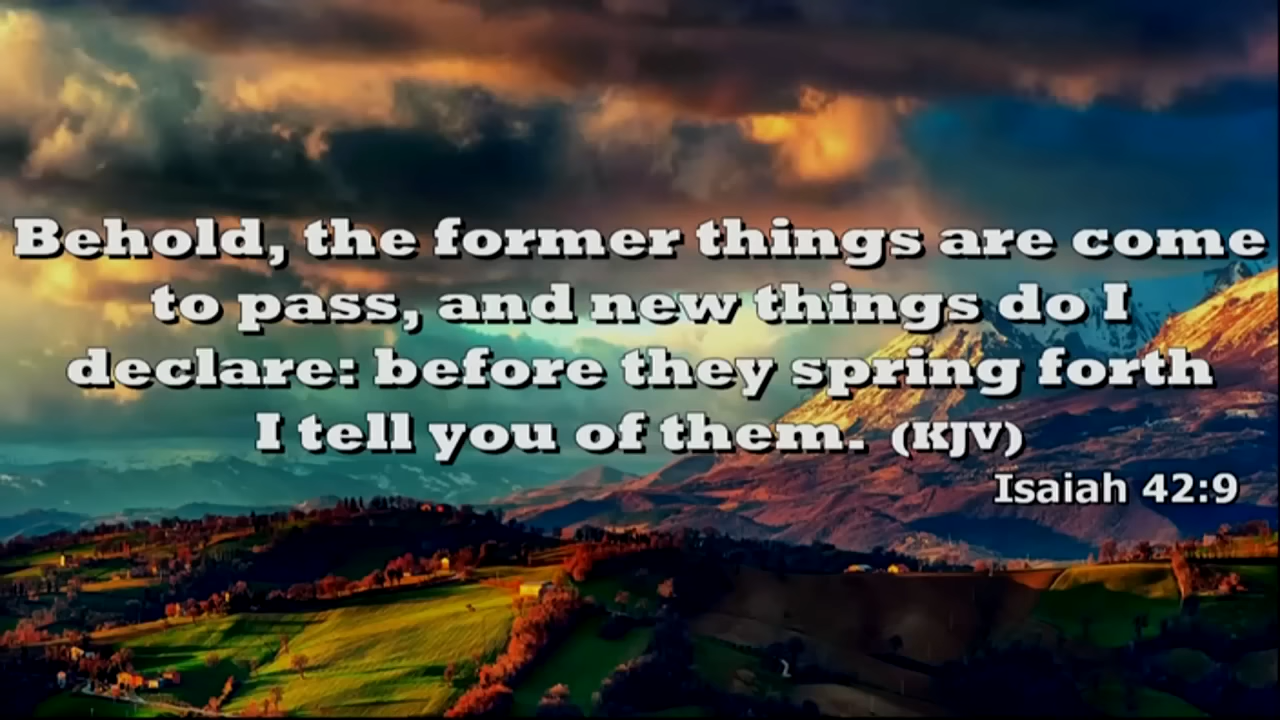 Behold, the former things are come
to pass, and new things do I
declare: before they spring forth
I tell you of them. (KJV)
Isaiah 42:9